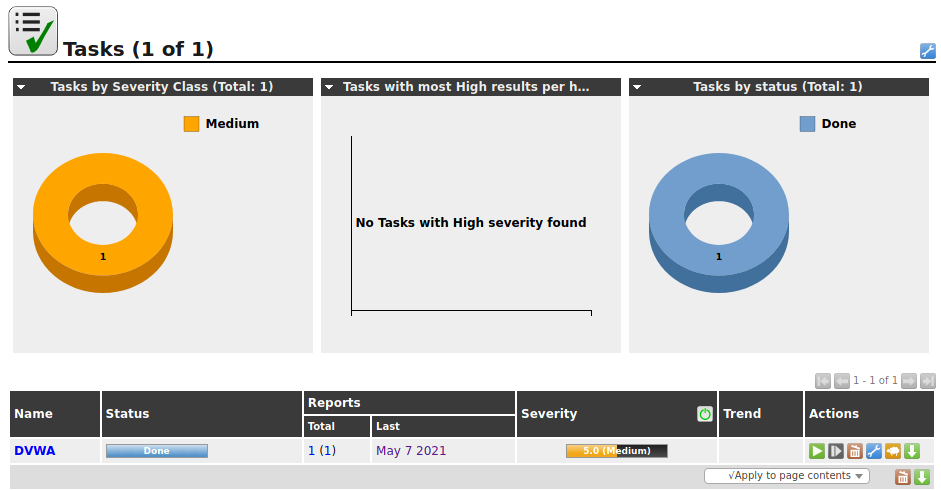 Tasks (1 of 1)
Tasks by Severity Class (Total: 1)
Medium
1
Tasks with most High results per h...
No Tasks with High severity found
Tasks by status (Total: 1)
Done
1
1 - 1 of 1
Name Status Reports Severity Trend Actions
Total Last
DVWA Done 1 (1) May 7 2021 5.0 (Medium)
√Apply to page contents